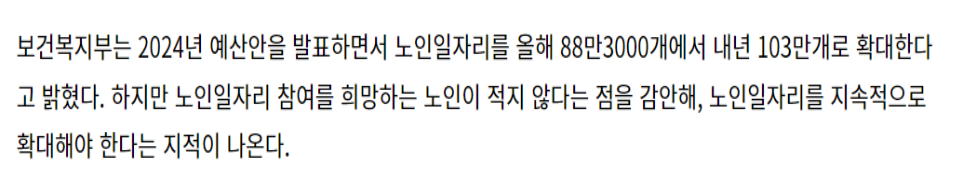 보건복지부는 2024년 예산안을 발표하면서 노인일자리를 올해 88만3000개에서 내년 103만개로 확대한다
고 밝혔다. 하지만 노인일자리 참여를 희망하는 노인이 적지 않다는 점을 감안해, 노인일자리를 지속적으로
확대해야 한다는 지적이 나온다.